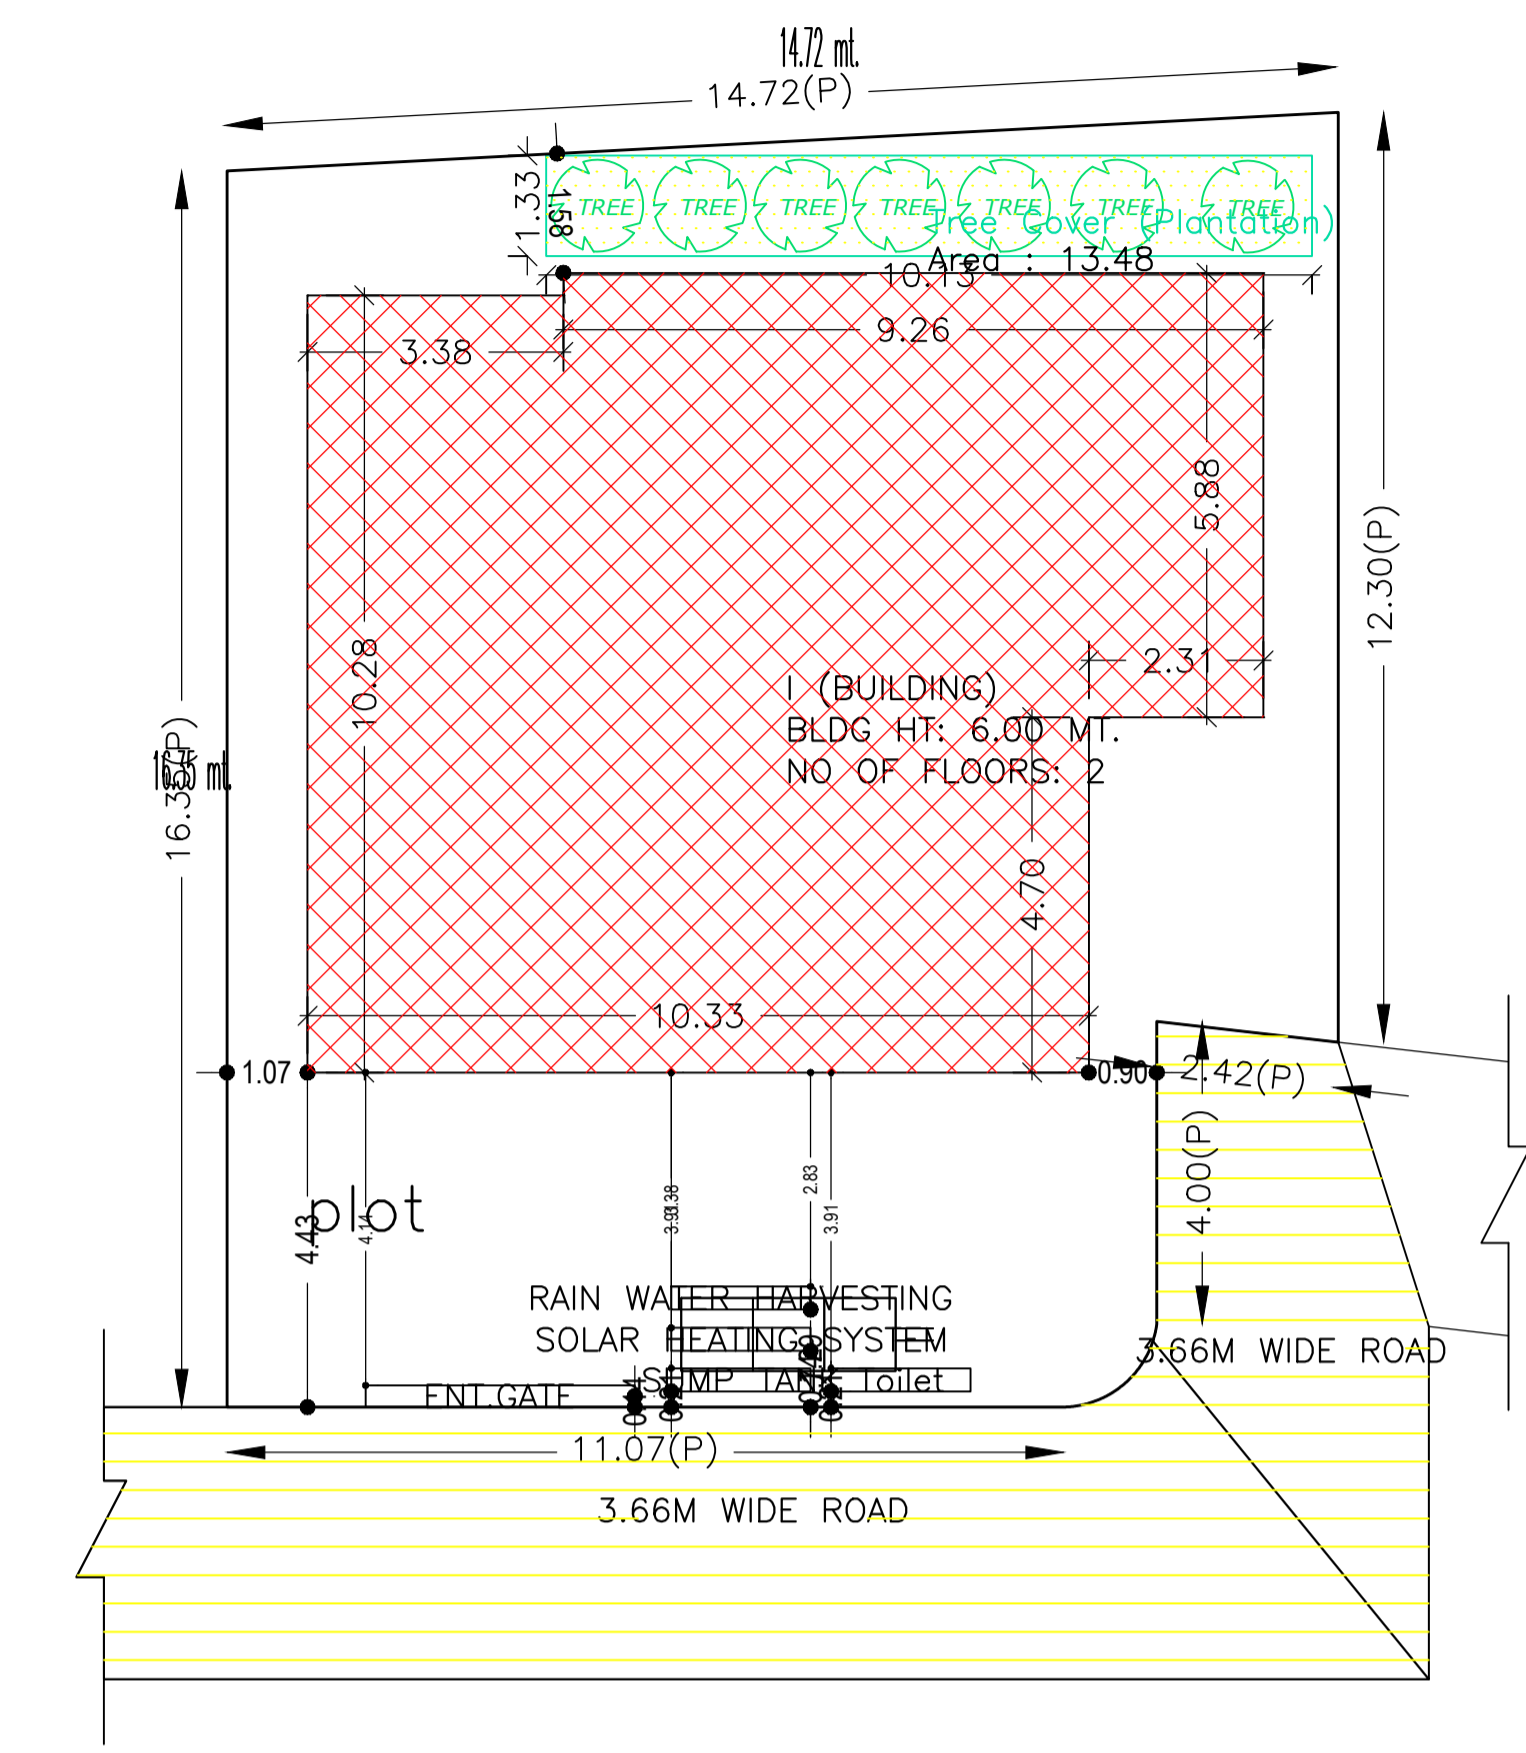 14.72 mt.
14.72(P)
1.33
1.58
TREE TREE TREE TREE TREE TREE TREE
Tree Cover (Plantation)
Area : 13.48
10.13
9.26
3.38
5.88
12.30(P)
10.28
2.31
I (BUILDING)
BLDG HT: 6.00 MT.
NO OF FLOORS: 2
mt.
4.70
10.33
1.07
0.90
2.42(P)
4.00(P)
2.83
3.91
plot
4.43
4.14
RAIN WATER HARVESTING
SOLAR HEATING SYSTEM
3.66M WIDE ROAD
SUMP TANK Toilet
ENT.GATE
11.07(P)
3.66M WIDE ROAD